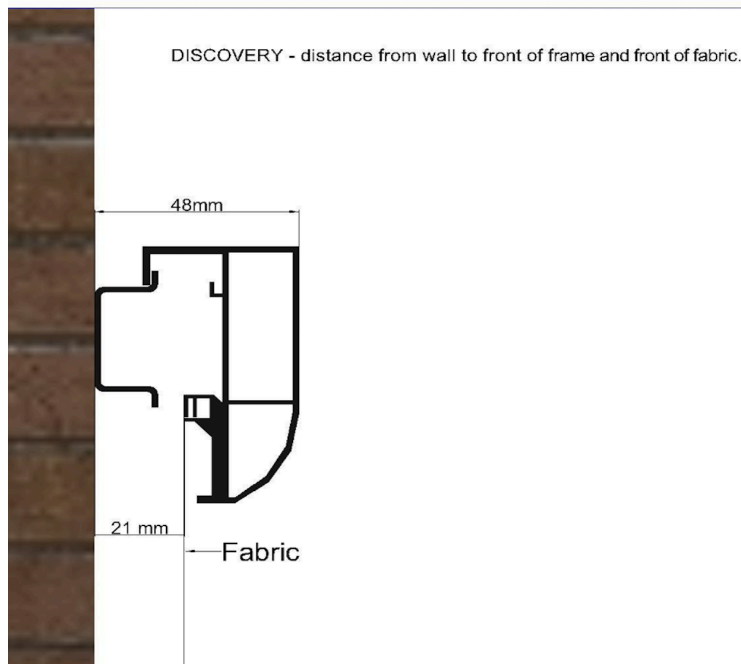 DISCOVERY - distance from wall to front of frame and front of fabric.
48mm
21 mm
Fabric